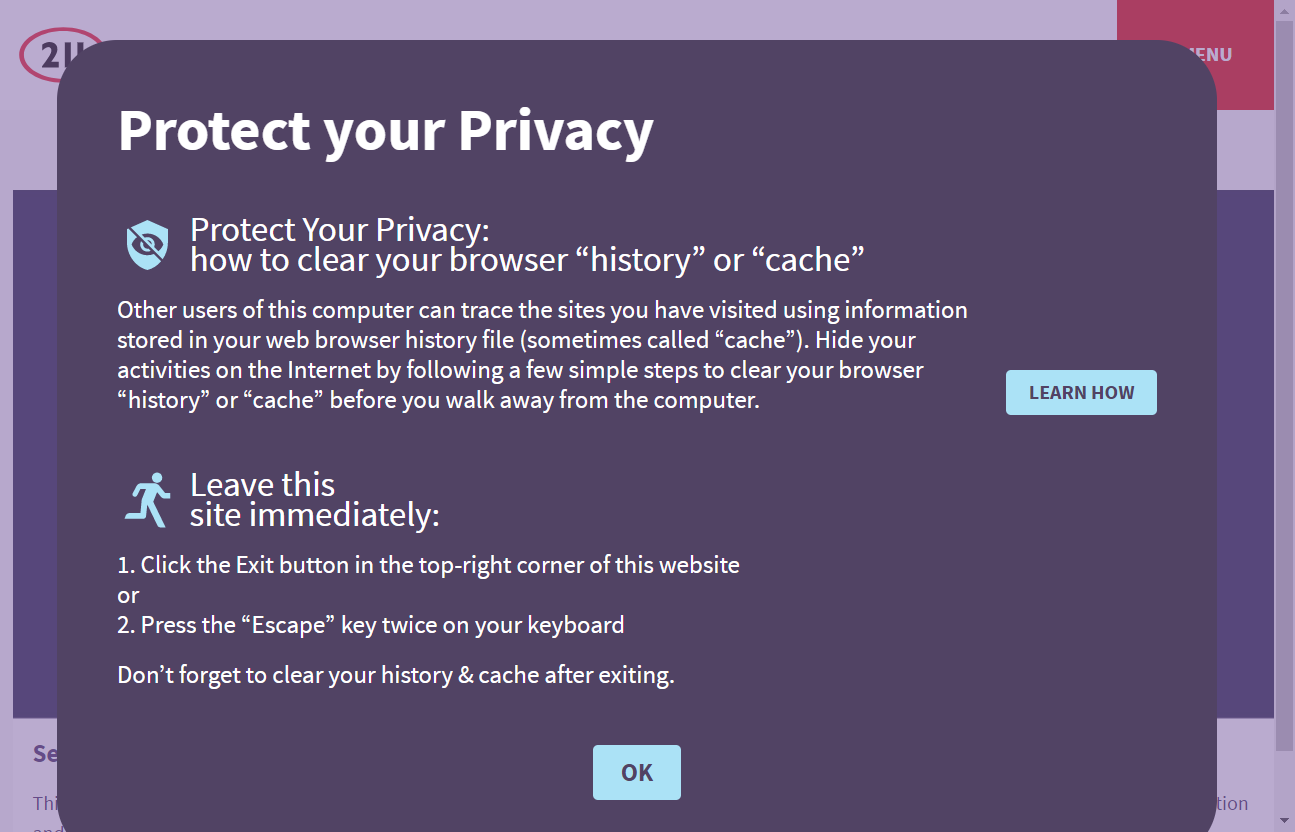 211
MENU
Protect your Privacy
Protect Your Privacy:
how to clear your browser “history” or “cache”
Other users of this computer can trace the sites you have visited using information
stored in your web browser history file (sometimes called “cache”). Hide your
activities on the Internet by following a few simple steps to clear your browser
“history” or “cache” before you walk away from the computer.
LEARN HOW
Leave this
site immediately:
1. Click the Exit button in the top-right corner of this website
or
2. Press the “Escape” key twice on your keyboard
Don’t forget to clear your history & cache after exiting.
OK